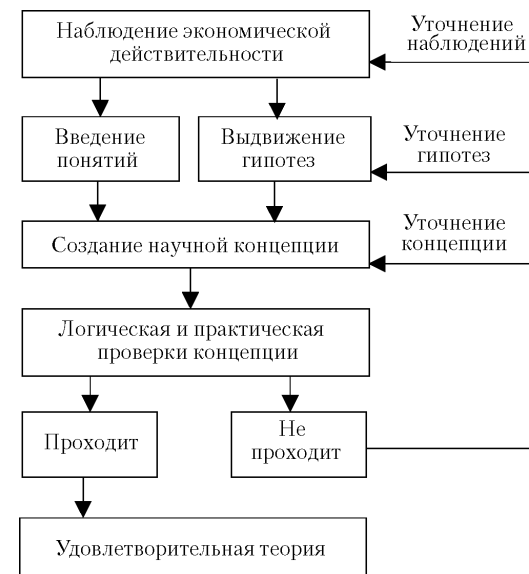 Наблюдение экономической
действительности
Уточнение
наблюдений
Введение
понятий
Выдвижение
гипотез
Уточнение
гипотез
Создание научной концепции
Уточнение
концепции
Логическая и практическая
проверки концепции
Проходит
Не
проходит
Удовлетворительная теория